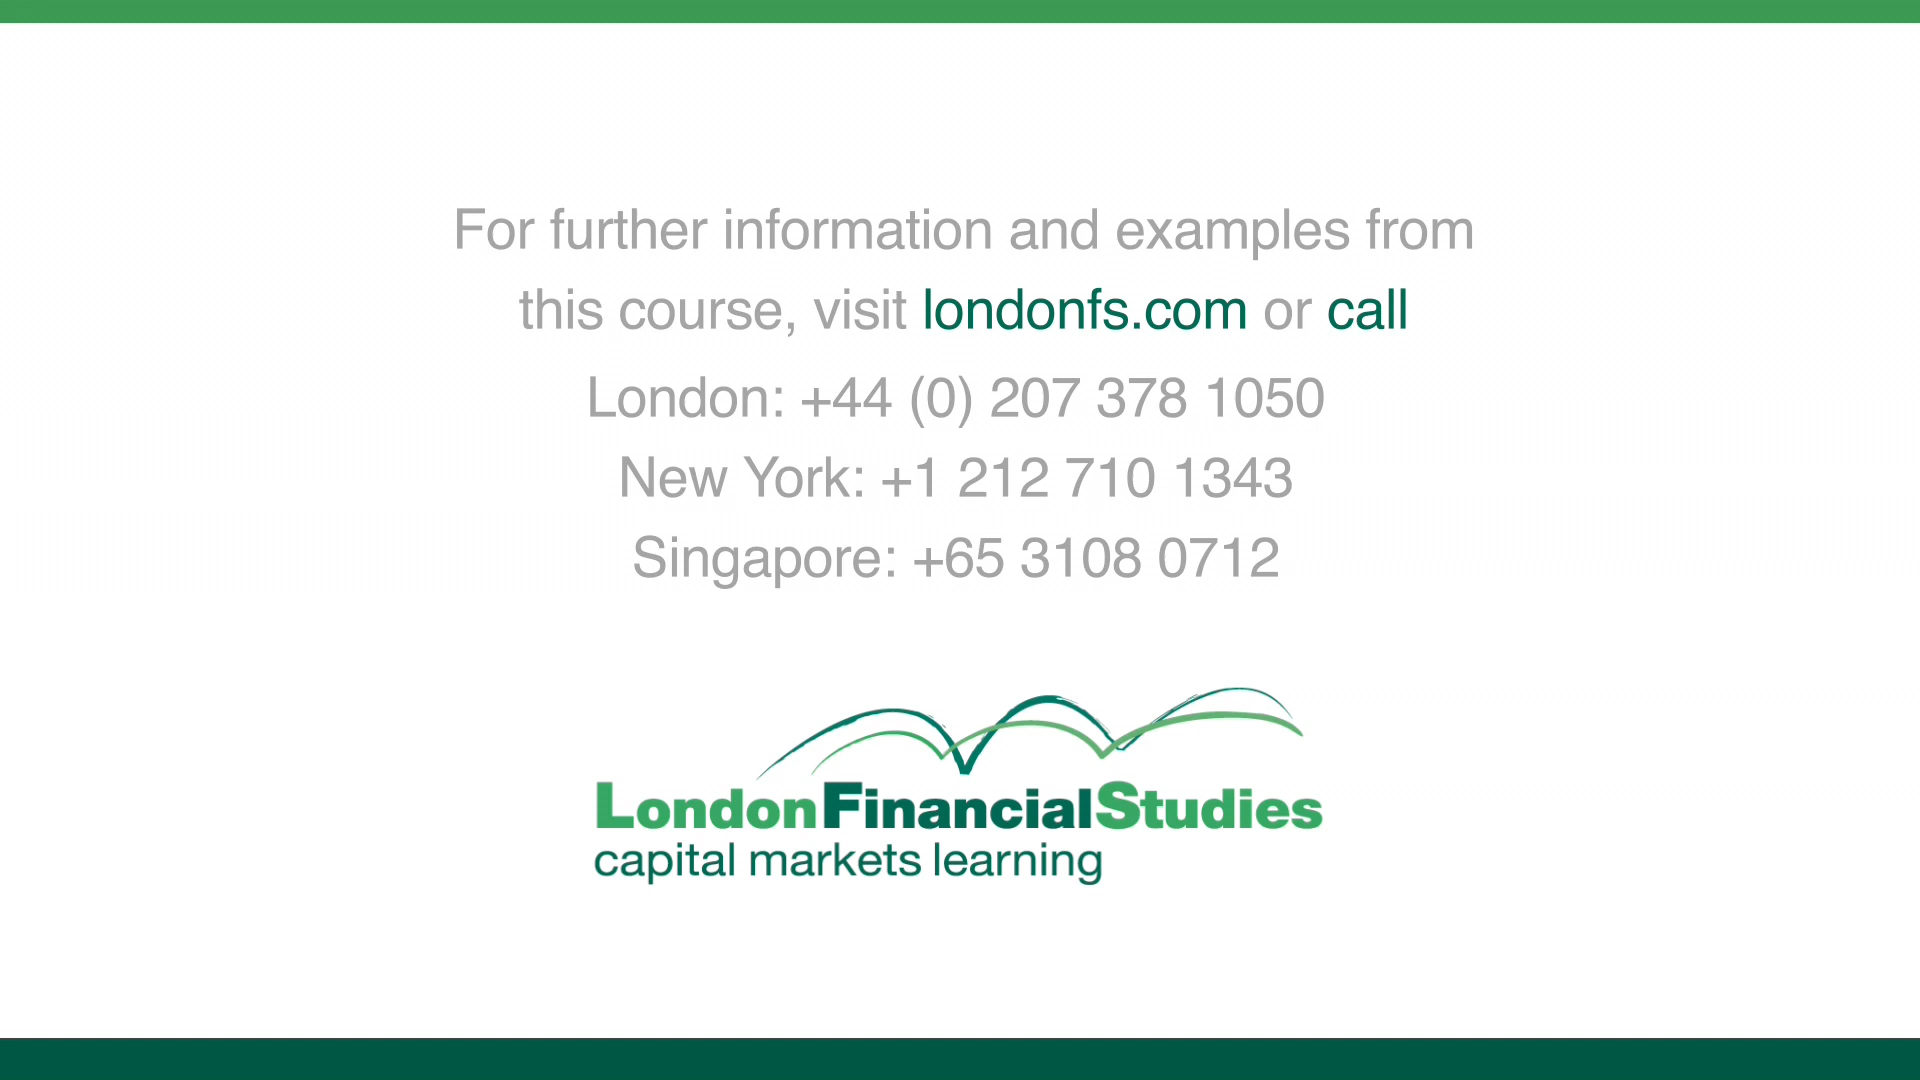 For further information and examples from
this course, visit londonfs.com or call
London: +44 (0) 207 378 1050
New York: +1 212 710 1343
Singapore: +65 3108 0712
LondonFinancialStudies
capital markets learning